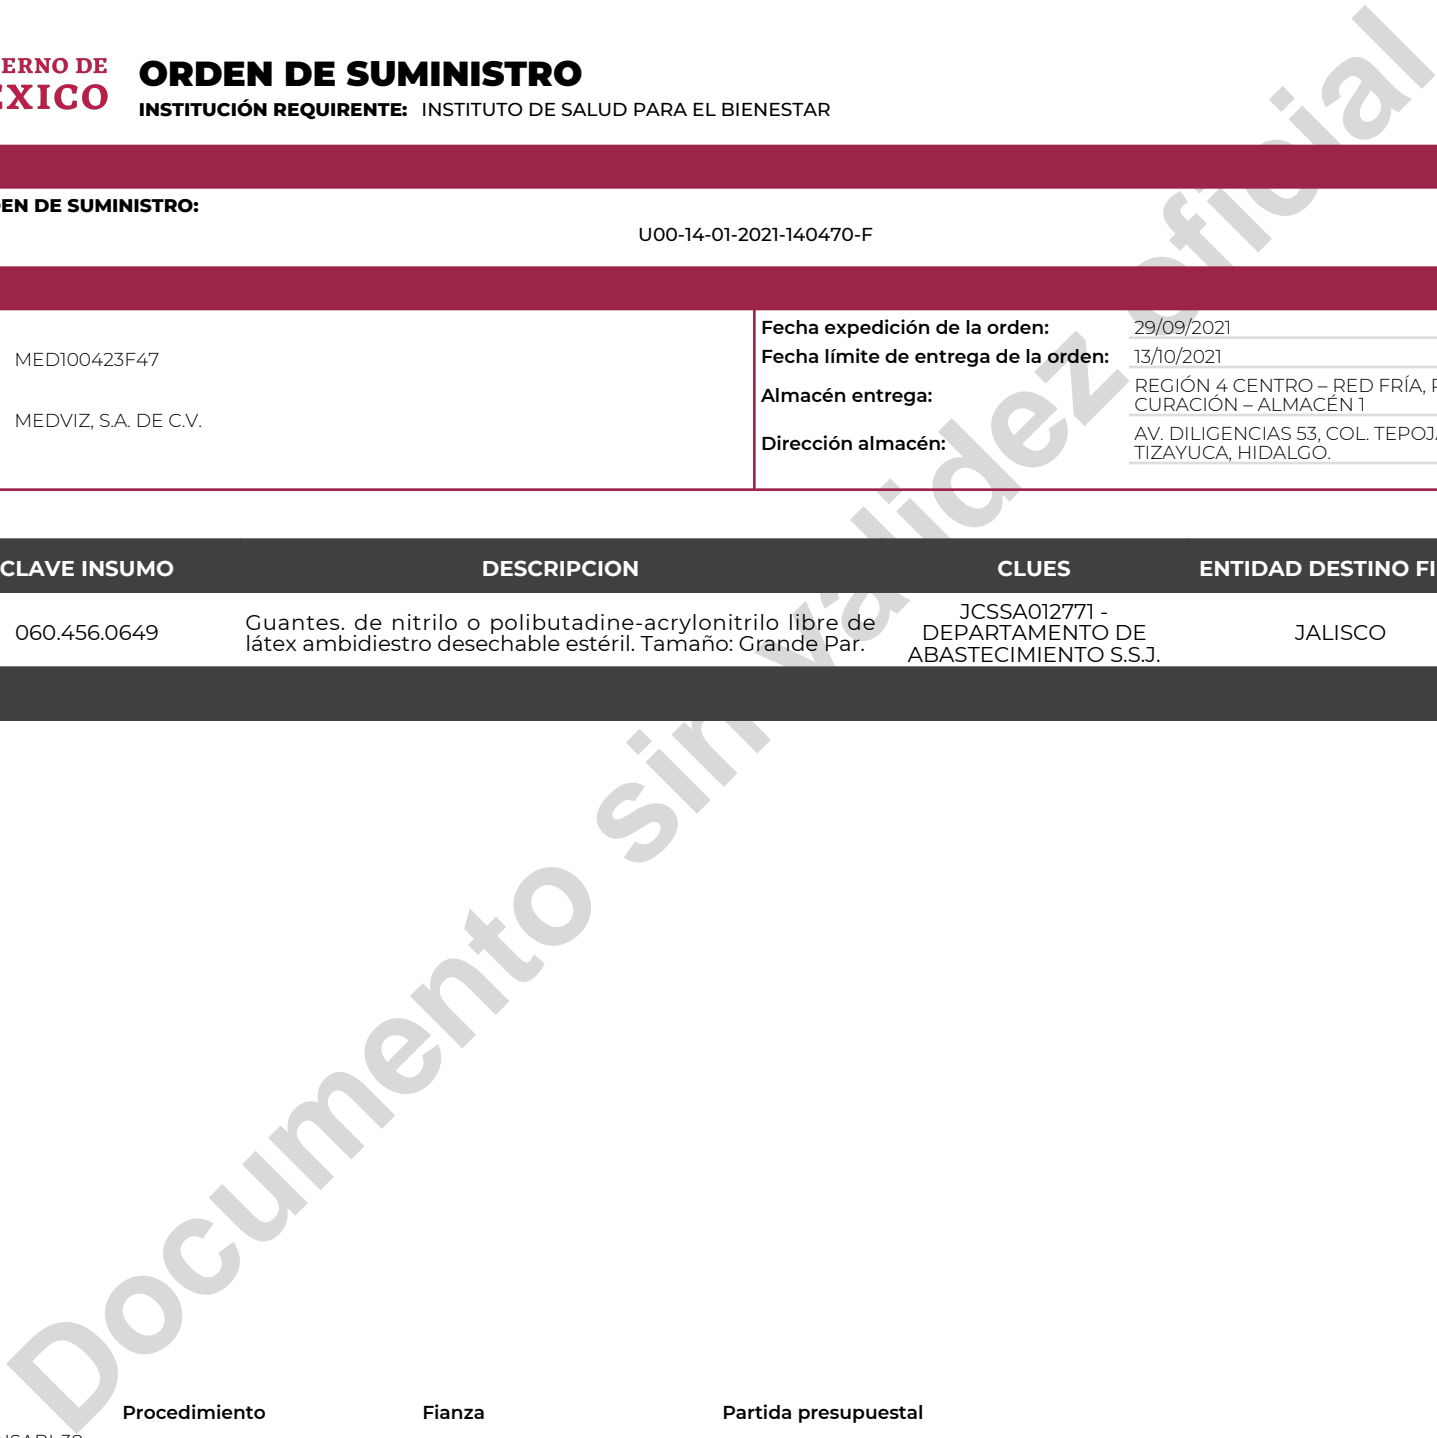 ERNO DE
ORDEN DE SUMINISTRO
XICO
INSTITUCIÓN REQUIRENTE: INSTITUTO DE SALUD PARA EL BIENESTAR
EN DE SUMINISTRO:
U00-14-01-2021-140470-F
MED100423F47
MEDVIZ, S.A. DE C.V.
Fecha expedición de la orden: 29/09/2021
Fecha límite de entrega de la orden: 13/10/2021
Almacén entrega: REGIÓN 4 CENTRO – RED FRÍA,
CURACIÓN – ALMACÉN 1
Dirección almacén: AV. DILIGENCIAS 53, COL. TEPOJ
TIZAYUCA, HIDALGO.
CLAVE INSUMO DESCRIPCION CLUES ENTIDAD DESTINO FI
060.456.0649
Guantes. de nitrilo o polibutadine-acrylonitrilo libre de
látex ambidiestro desechable estéril. Tamaño: Grande Par.
JCSSA012771 -
DEPARTAMENTO DE
ABASTECIMIENTO S.S.J.
JALISCO
Documento sin validez oficial
Procedimiento Fianza Partida presupuestal